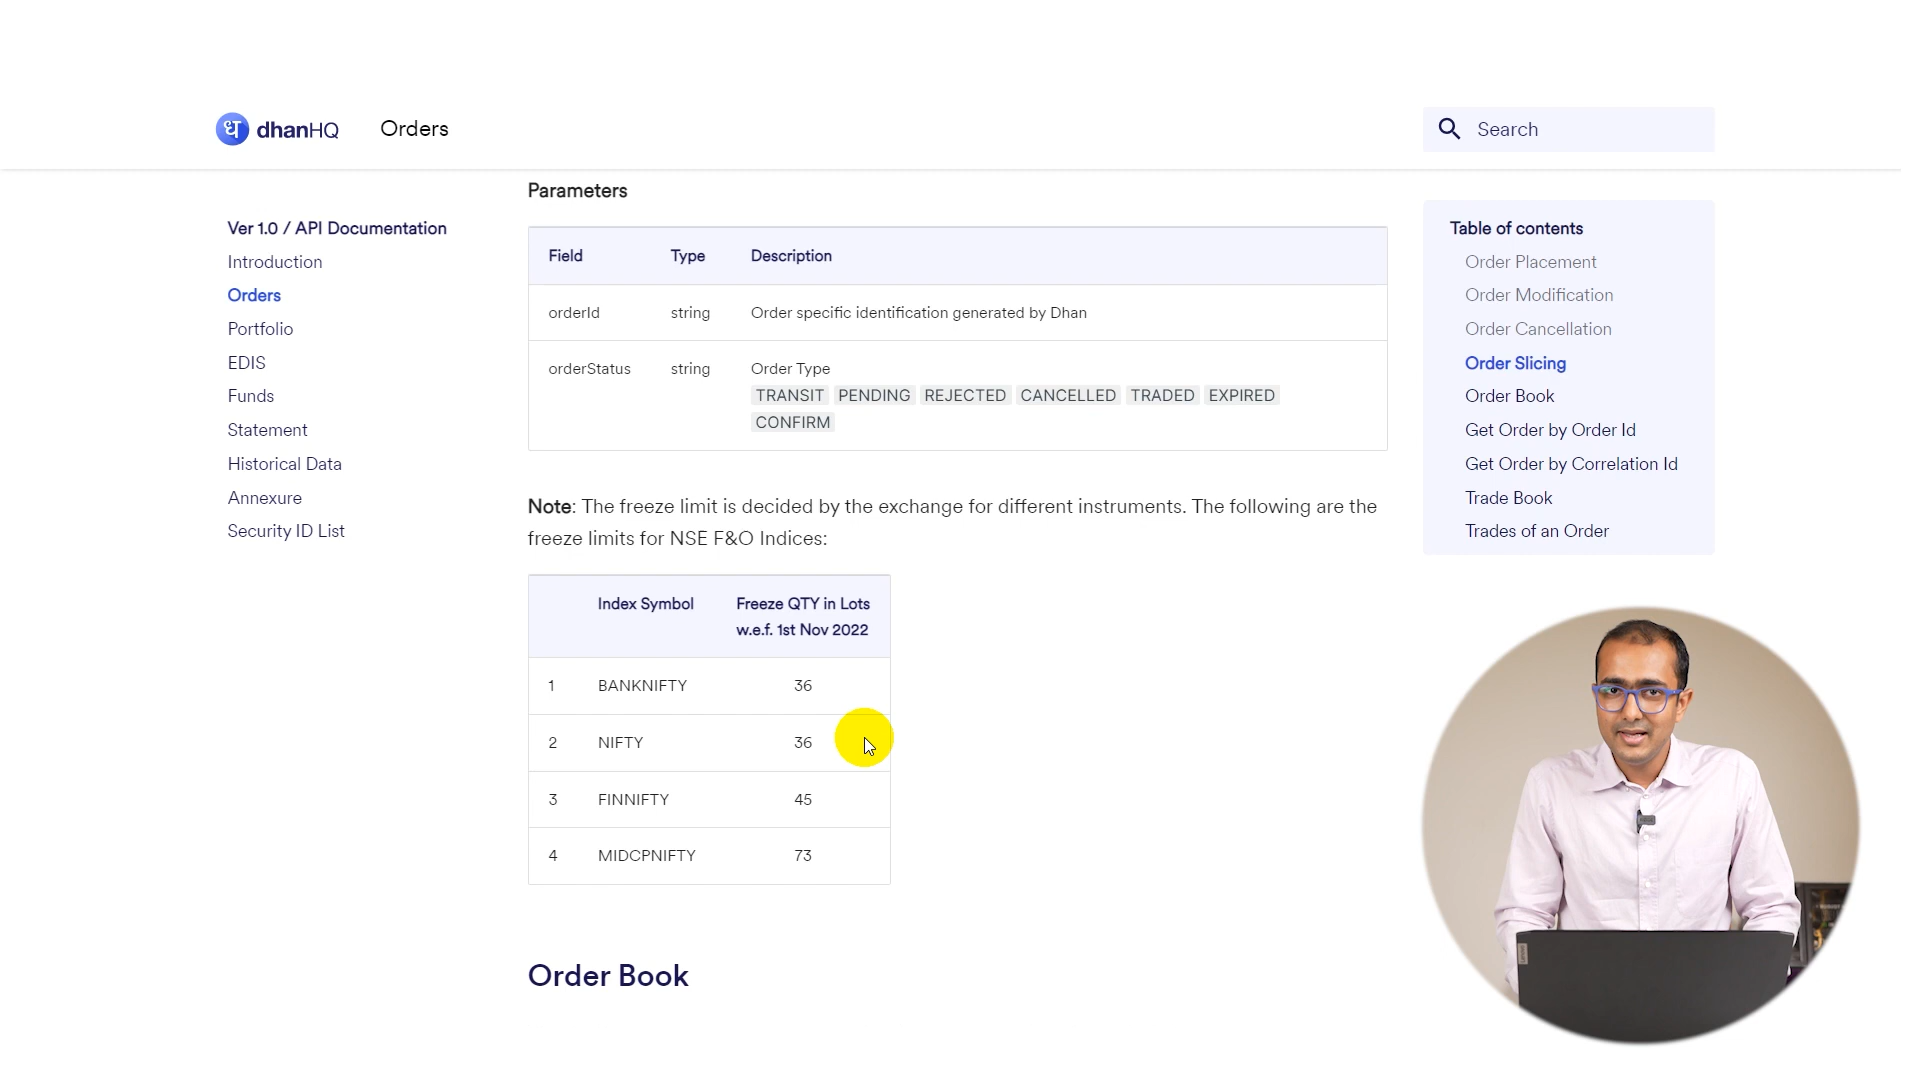 ध dhanHQ
Orders
Search
Ver 1.0 / API Documentation
Introduction
Orders
Portfolio
EDIS
Funds
Statement
Historical Data
Annexure
Security ID List
Parameters
Field Type Description
orderId string Order specific identification generated by Dhan
orderStatus string Order Type
TRANSIT PENDING REJECTED CANCELLED TRADED EXPIRED
CONFIRM
Note: The freeze limit is decided by the exchange for different instruments. The following are the
freeze limits for NSE F&O Indices:
Index Symbol Freeze QTY in Lots
w.e.f. 1st Nov 2022
1 BANKNIFTY 36
2 NIFTY 36
3 FINNIFTY 45
4 MIDCPNIFTY 73
Order Book
Table of contents
Order Placement
Order Modification
Order Cancellation
Order Slicing
Order Book
Get Order by Order Id
Get Order by Correlation Id
Trade Book
Trades of an Order